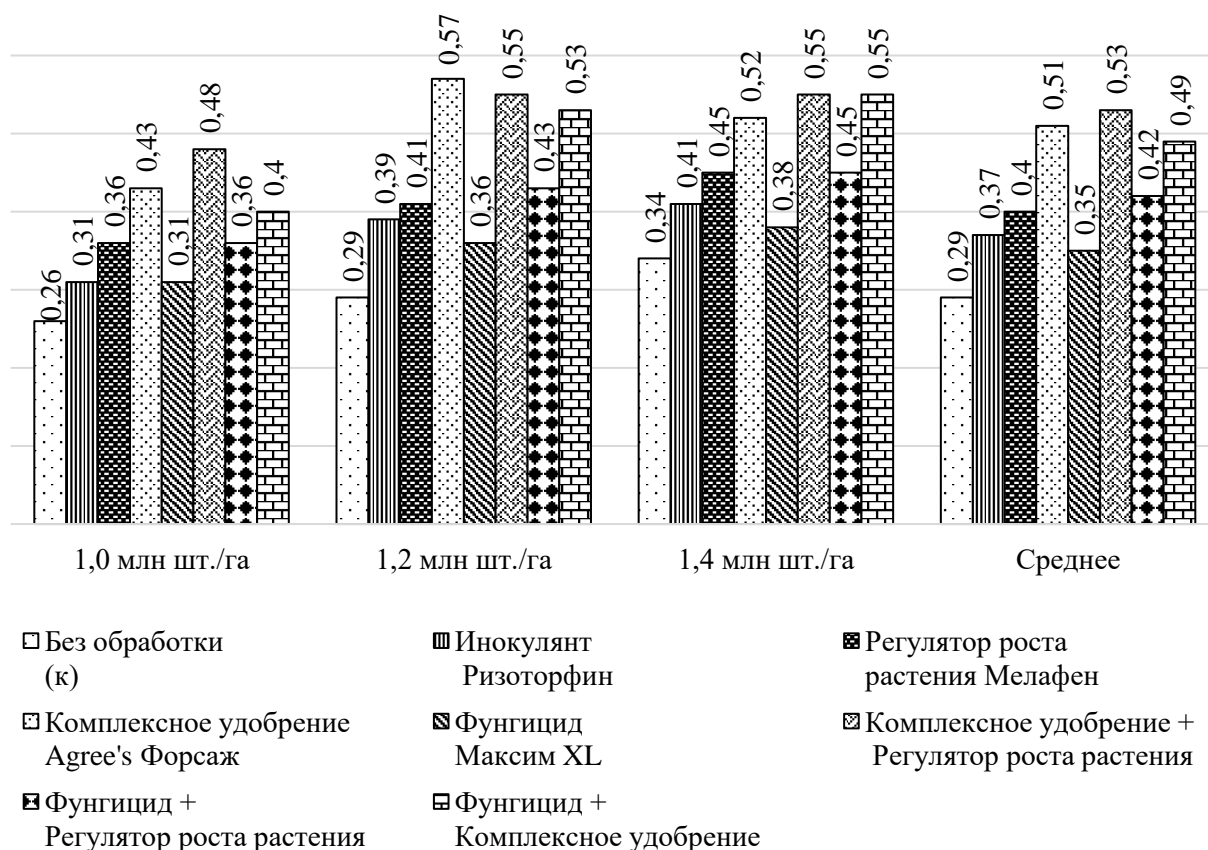 0,26
0,31
0,36
0,43
0,31
0,48
0,36
0,4
0,29
0,39
0,41
0,57
0,36
0,55
0,43
0,53
0,34
0,41
0,45
0,52
0,38
0,55
0,45
0,55
0,29
0,37
0,4
0,51
0,35
0,53
0,42
0,49
1,0 млн шт./га
1,2 млн шт./га
1,4 млн шт./га
Среднее
Без обработки
(к)
Инокулянт
Ризоторфин
Регулятор роста
растения Мелафен
Комплексное удобрение
Agree's Форсаж
Фунгицид
Максим XL
Комплексное удобрение +
Регулятор роста растения
Фунгицид +
Регулятор роста растения
Фунгицид +
Комплексное удобрение